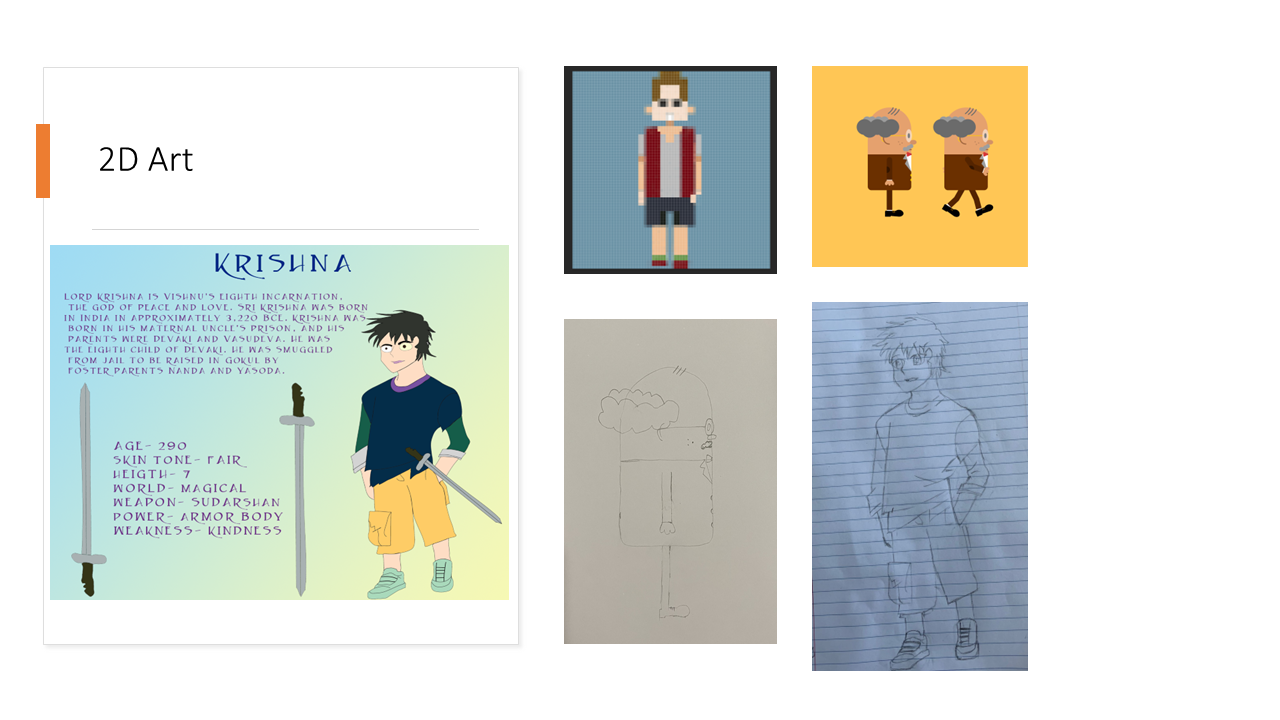 2D Art
KRISHNA
LORD KRISHNA IS VISHNU'S EIGHTH INCARNATION,
THE GOD OF PEACE AND LOVE. SRI KRISHNA WAS BORN
IN INDIA IN APPROXIMATELY 3,220 BCE. KRISHNA WAS
BORN IN HIS MATERNAL UNCLE'S PRISON, AND HIS
PARENTS WERE DEVAKI AND VASUDEVA. HE WAS
THE EIGHTH CHILD OF DEVAKI. HE WAS SMUGGLED
FROM JAIL TO BE RAISED IN GOKUL BY
FOSTER PARENTS NANDA AND YASODA.
AGE- 290
SKIN TONE- FAIR
HEIGTH- 7
WORLD- MAGICAL
WEAPON- SUDARSHAN
POWER- ARMOR BODY
WEAKNESS- KINDNESS